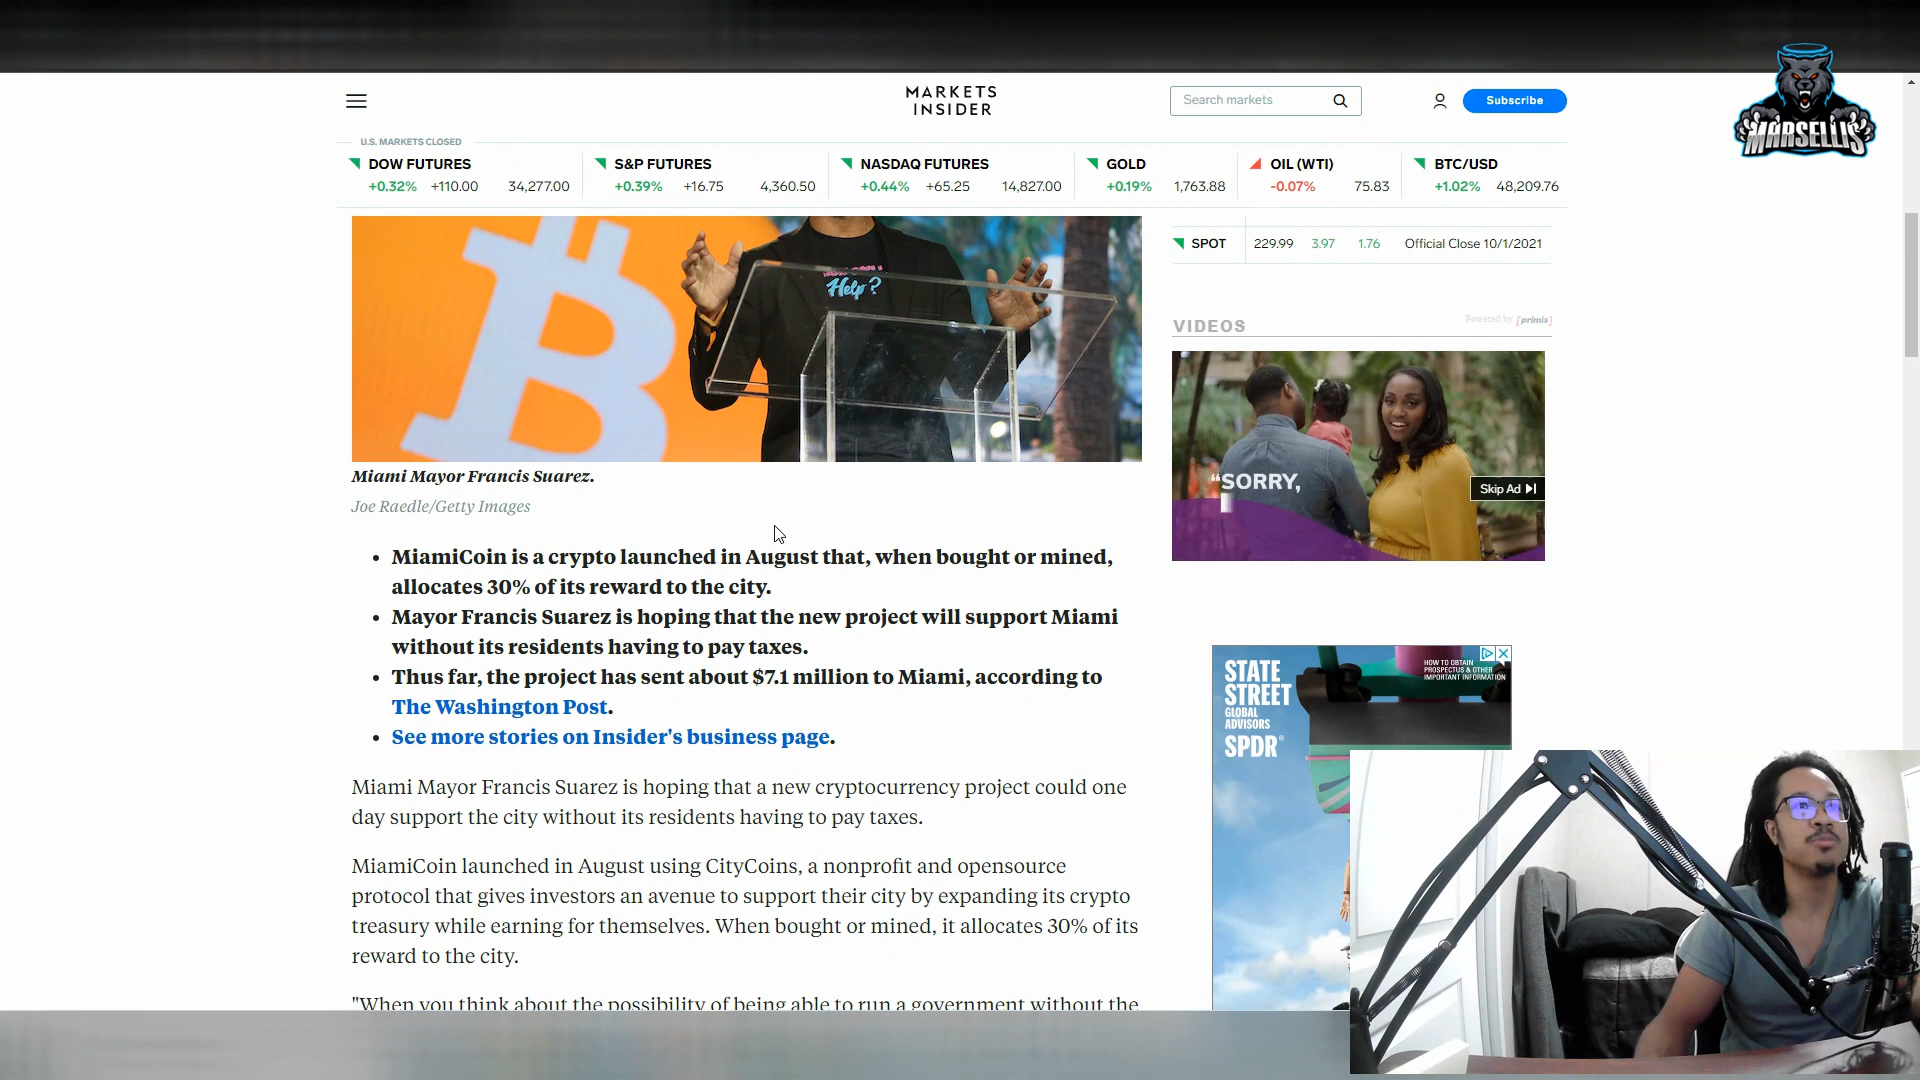 MARSELLIS
MARKETS
INSIDER
Search markets
Subscribe
U.S. MARKETS CLOSED
DOW FUTURES
+0.32% +110.00 34,277.00
S&P FUTURES
+0.39% +16.75 4,360.50
NASDAQ FUTURES
+0.44% +65.25 14,827.00
GOLD
+0.19% 1,763.88
OIL (WTI)
-0.07% 75.83
BTC/USD
+1.02% 48,209.76
Help?
SPOT 229.99 3.97 1.76 Official Close 10/1/2021
VIDEOS
Powered by [primis]
"SORRY,
Skip Ad
Miami Mayor Francis Suarez.
Joe Raedle/Getty Images
• MiamiCoin is a crypto launched in August that, when bought or mined,
allocates 30% of its reward to the city.
• Mayor Francis Suarez is hoping that the new project will support Miami
without its residents having to pay taxes.
• Thus far, the project has sent about $7.1 million to Miami, according to
The Washington Post.
• See more stories on Insider's business page.
Miami Mayor Francis Suarez is hoping that a new cryptocurrency project could one
day support the city without its residents having to pay taxes.
MiamiCoin launched in August using CityCoins, a nonprofit and opensource
protocol that gives investors an avenue to support their city by expanding its crypto
treasury while earning for themselves. When bought or mined, it allocates 30% of its
reward to the city.
"When you think about the possibility of being able to run a government without the
STATE
STREET
GLOBAL
ADVISORS
SPDR®
HOW TO OBTAIN
PROSPECTUS & OTHER
IMPORTANT INFORMATION